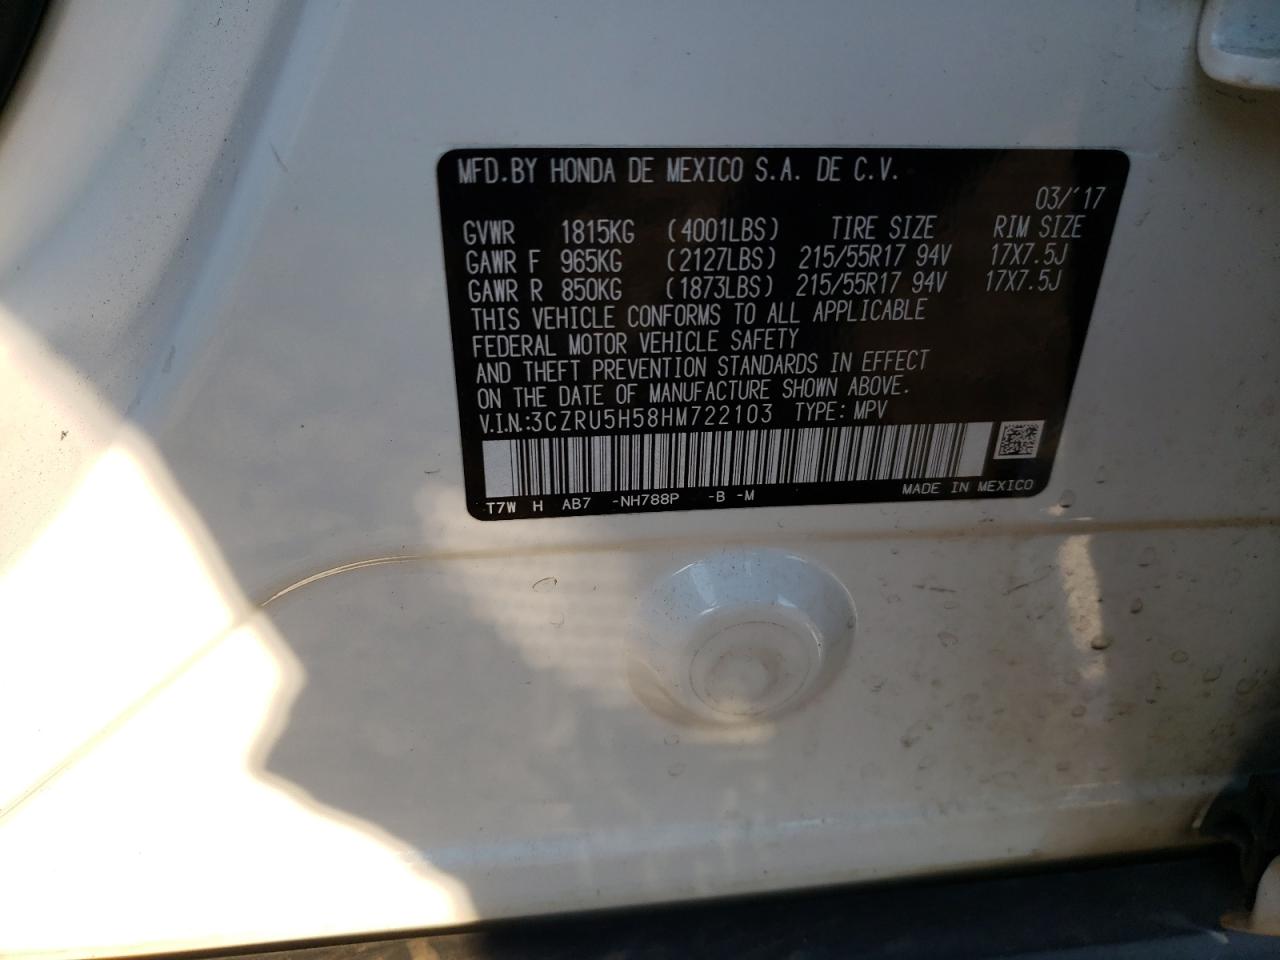 MFD.BY HONDA DE MEXICO S.A. DE C.V.
03/'17
GVWR 1815KG (4001LBS) TIRE SIZE RIM SIZE
GAWR F 965KG (2127LBS) 215/55R17 94V 17X7.5J
GAWR R 850KG (1873LBS) 215/55R17 94V 17X7.5J
THIS VEHICLE CONFORMS TO ALL APPLICABLE
FEDERAL MOTOR VEHICLE SAFETY
AND THEFT PREVENTION STANDARDS IN EFFECT
ON THE DATE OF MANUFACTURE SHOWN ABOVE.
V.I.N.:3CZRU5H58HM722103 TYPE: MPV
T7W H AB7 -NH788P -B -M MADE IN MEXICO